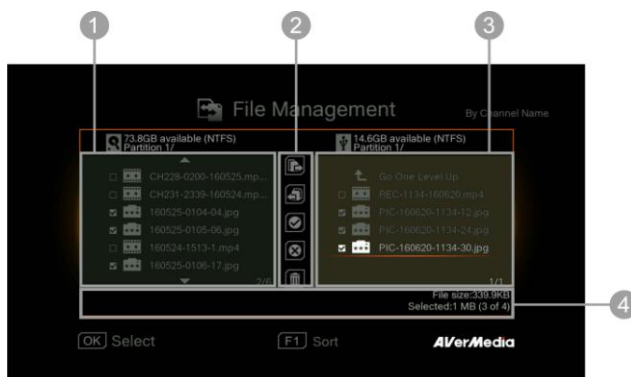 1 2 3
File Management
By Channel Name
73.8GB available (NTFS)
Partition 1/
14.6GB available (NTFS)
Partition 1/
CH228-0200-160525.mp...
CH231-2339-160524.mp...
160525-0104-04.jpg
160525-0105-06.jpg
160524-1513-1.mp4
160525-0106-17.jpg
2/6
Go One Level Up
REC-1134-160620.mp4
PIC-160620-1134-12.jpg
PIC-160620-1134-24.jpg
PIC-160620-1134-30.jpg
1/1
File size:339.9KB
Selected:1 MB (3 of 4)
4
OK Select
F1 Sort
AVerMedia